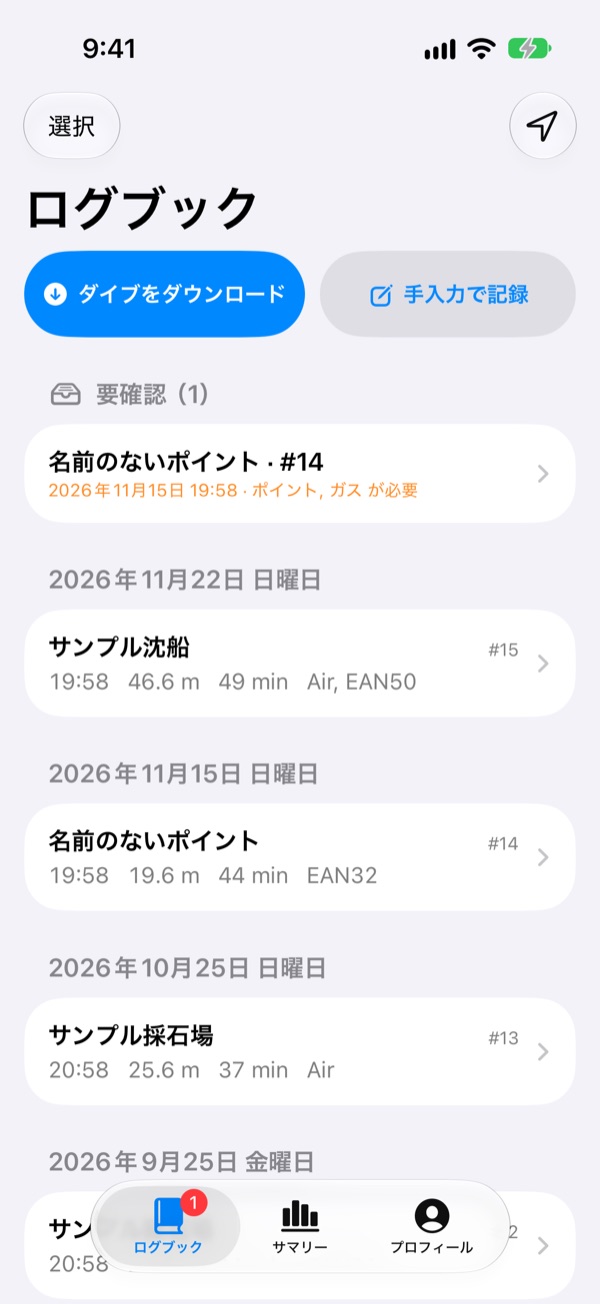 9:41
選択
ログブック
ダイブをダウンロード
手入力で記録
要確認（1）
名前のないポイント · #14
2026年11月15日 19:58 · ポイント, ガス が必要
2026年11月22日 日曜日
サンプル沈船 #15
19:58 46.6 m 49 min Air, EAN50
2026年11月15日 日曜日
名前のないポイント #14
19:58 19.6 m 44 min EAN32
2026年10月25日 日曜日
サンプル採石場 #13
20:58 25.6 m 37 min Air
2026年9月25日 金曜日
20:58
1
ログブック サマリー プロフィール